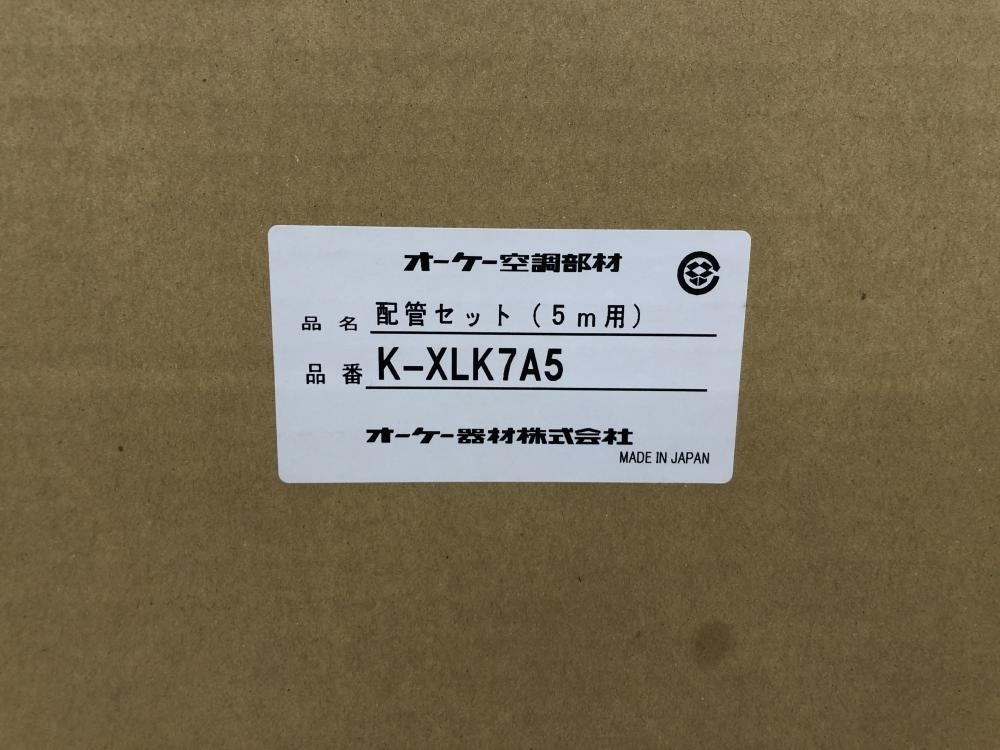 オーケー空調部材
品名 配管セット(5m用)
品番 K-XLK7A5
オーケー器材株式会社
MADE IN JAPAN